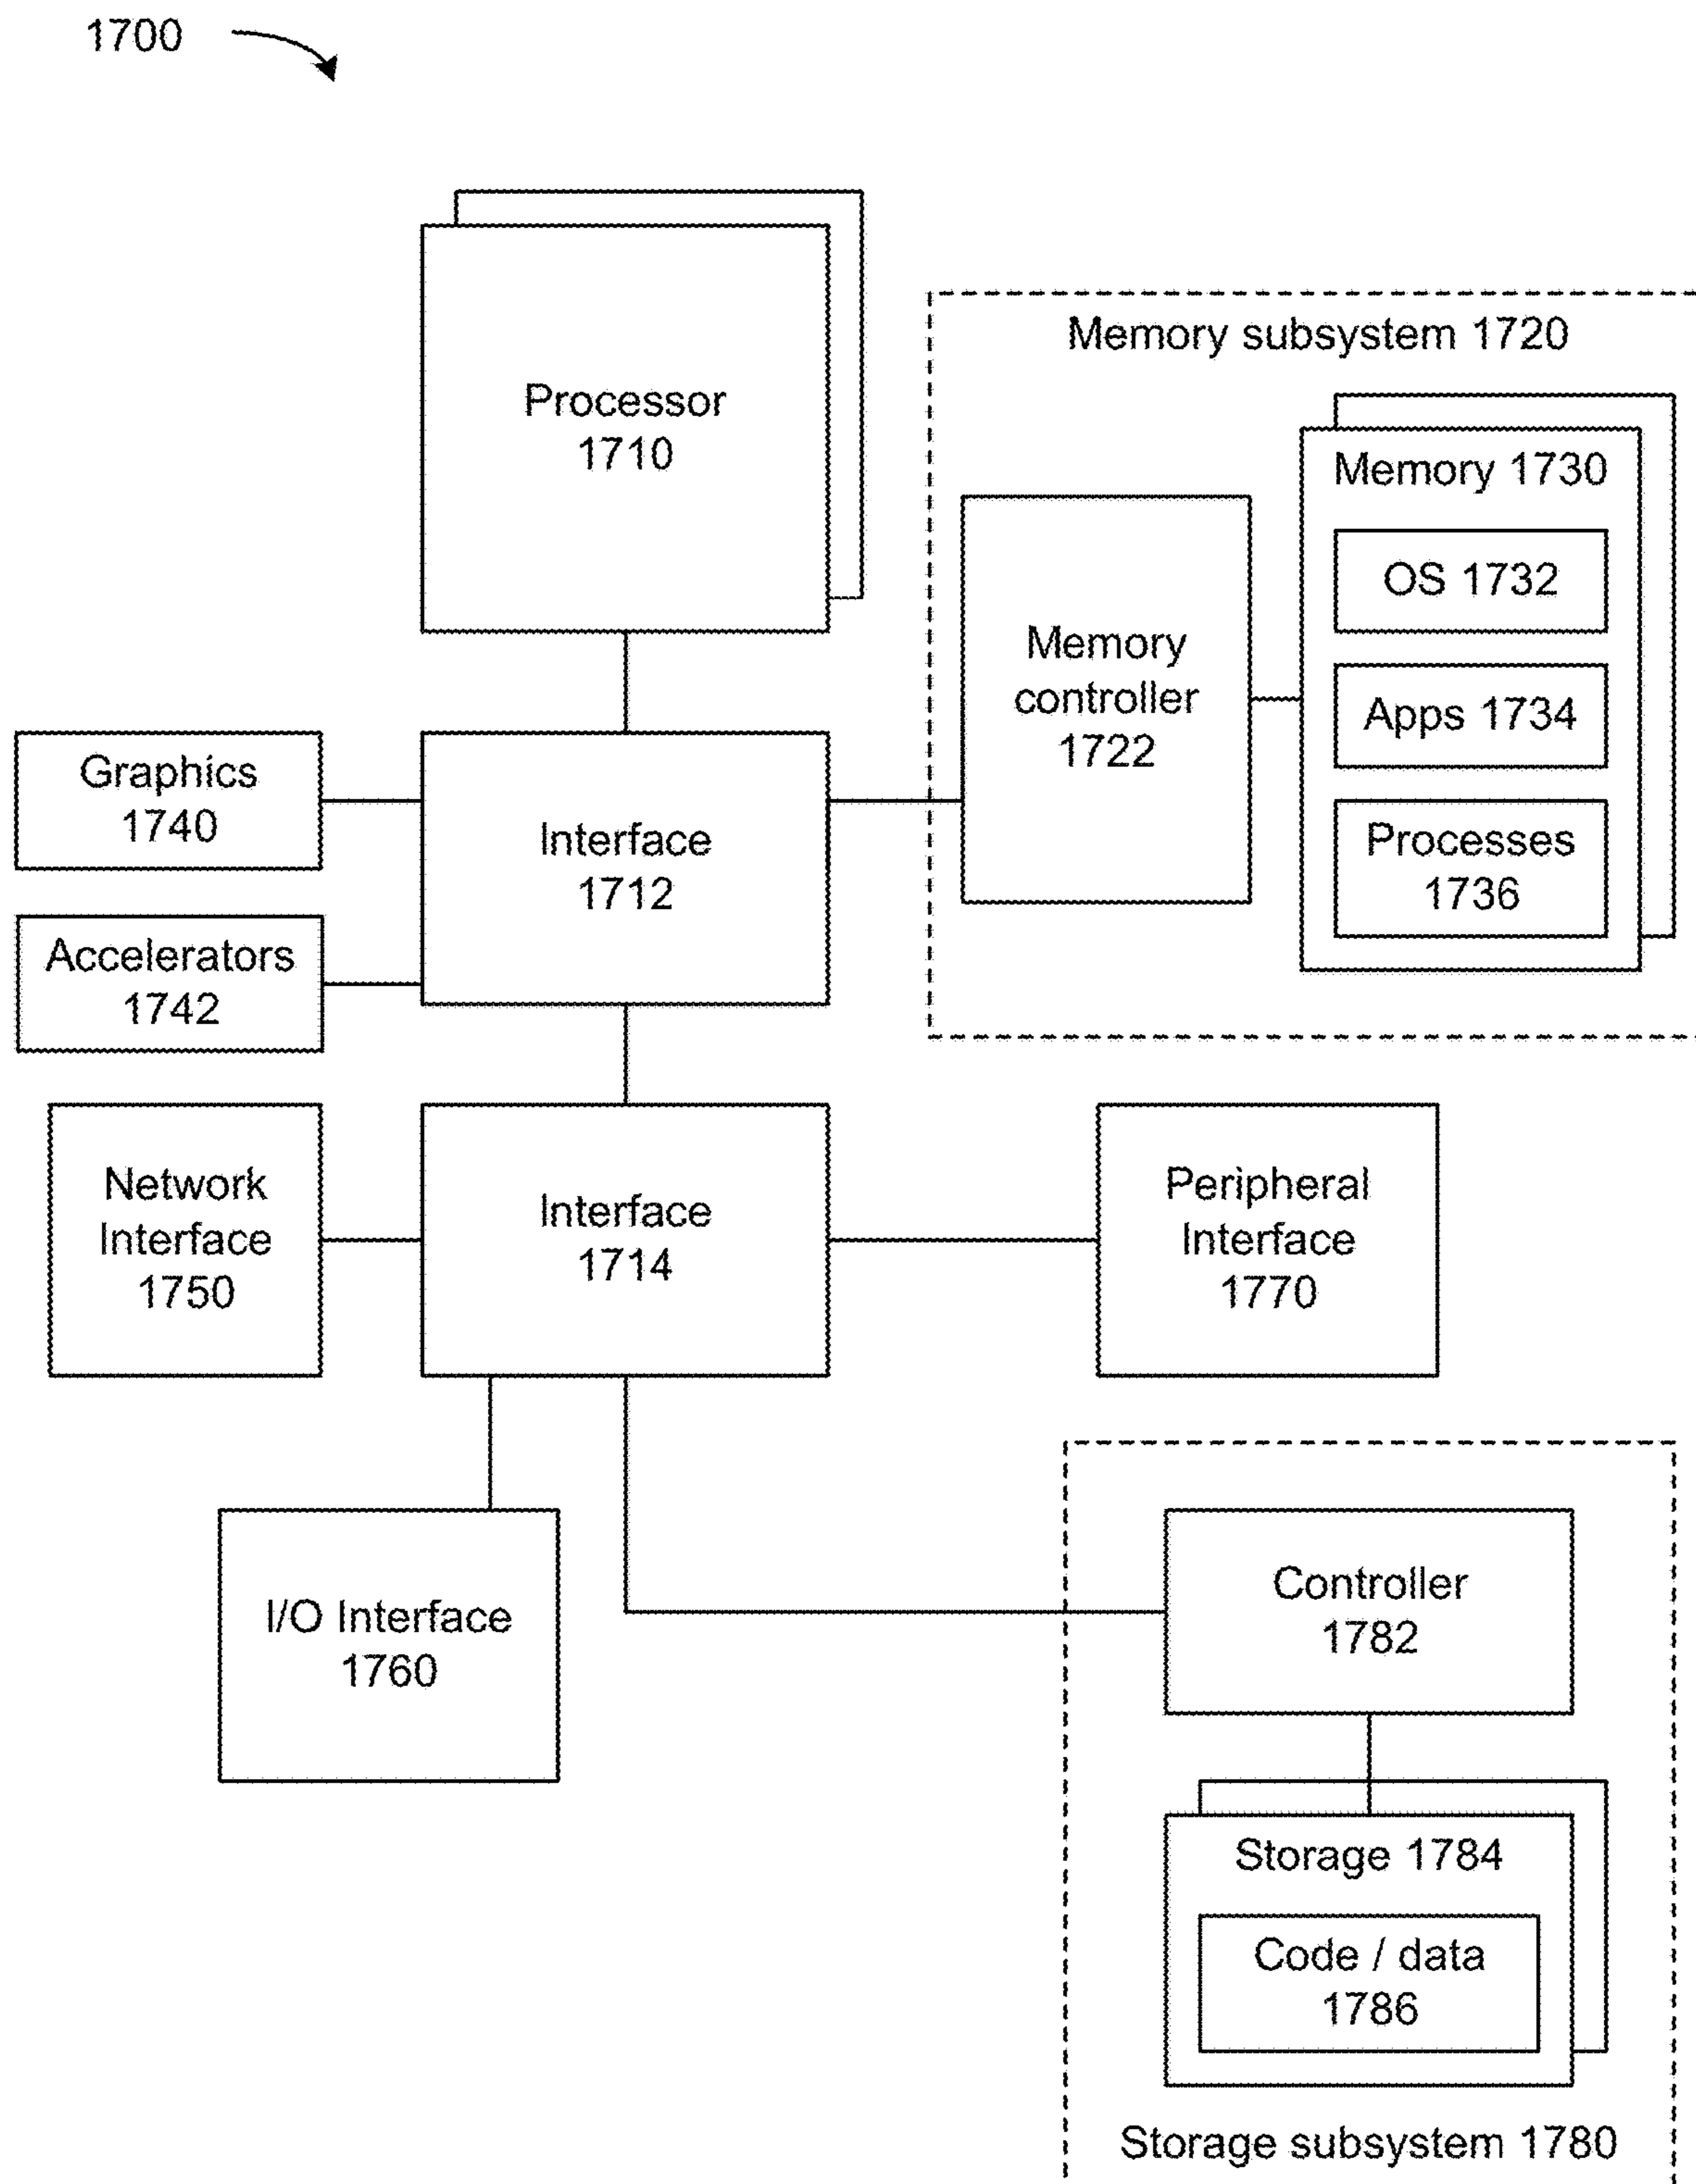 1700
Processor
1710
Memory subsystem 1720
Memory 1730
OS 1732
Apps 1734
Processes
1736
Memory
controller
1722
Graphics
1740
Interface
1712
Accelerators
1742
Network
Interface
1750
Interface
1714
Peripheral
Interface
1770
I/O Interface
1760
Controller
1782
Storage 1784
Code / data
1786
Storage subsystem 1780